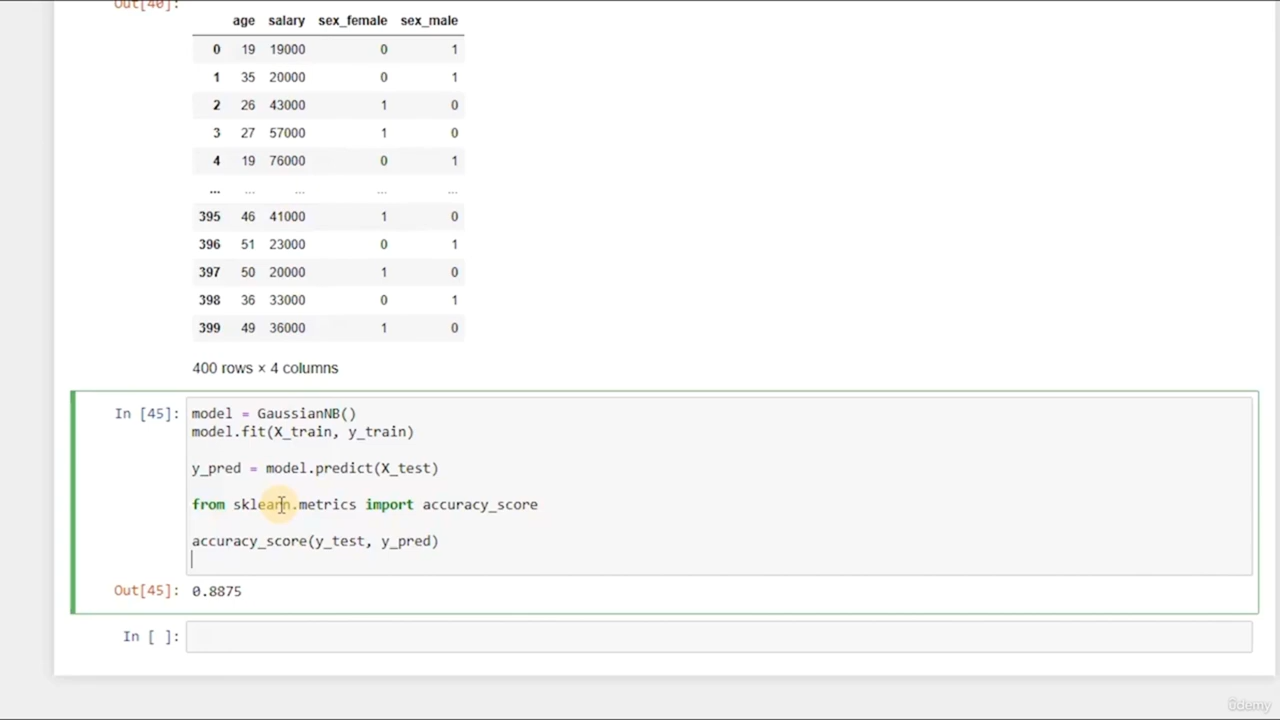 Out[40]:
age salary sex_female sex_male
0 19 19000 0 1
1 35 20000 0 1
2 26 43000 1 0
3 27 57000 1 0
4 19 76000 0 1
... ... ... ... ...
395 46 41000 1 0
396 51 23000 0 1
397 50 20000 1 0
398 36 33000 0 1
399 49 36000 1 0
400 rows × 4 columns
In [45]: model = GaussianNB()
model.fit(X_train, y_train)
y_pred = model.predict(X_test)
from sklearn.metrics import accuracy_score
accuracy_score(y_test, y_pred)
Out[45]: 0.8875
In [ ]:
ûdemy